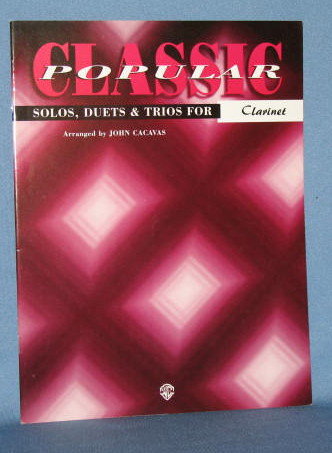 CLASSIC
POPULAR
SOLOS, DUETS & TRIOS FOR Clarinet
Arranged by JOHN CACAVAS